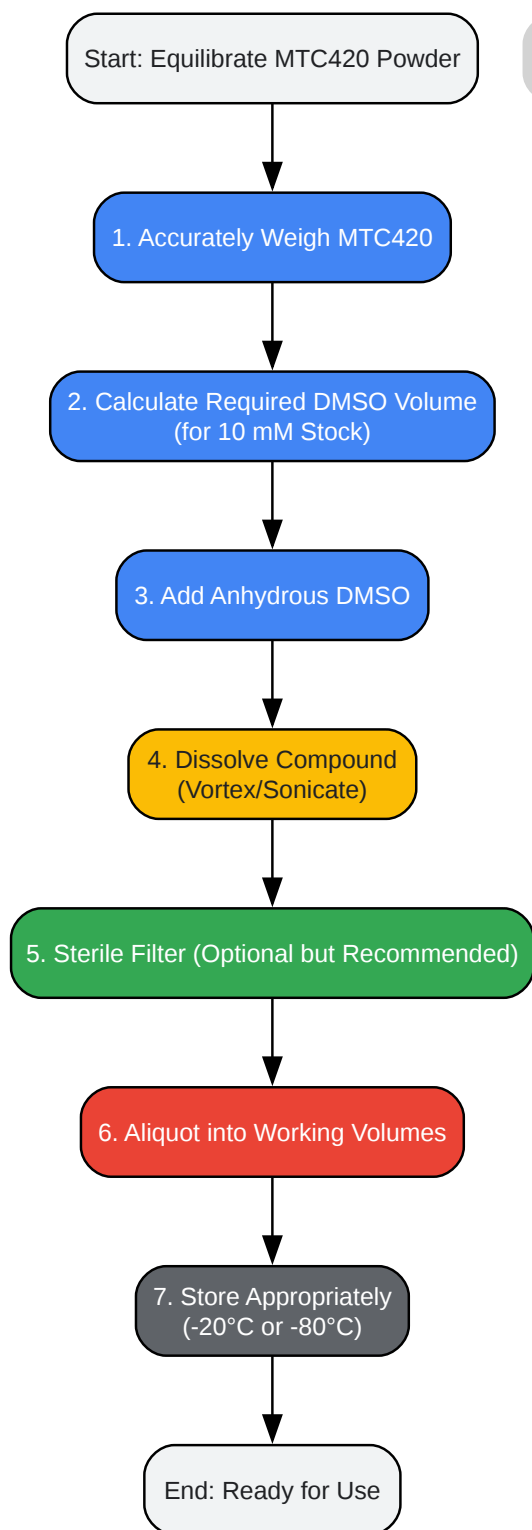 Start: Equilibrate MTC420 Powder
1. Accurately Weigh MTC420
2. Calculate Required DMSO Volume
(for 10 mM Stock)
3. Add Anhydrous DMSO
4. Dissolve Compound
(Vortex/Sonicate)
5. Sterile Filter (Optional but Recommended)
6. Aliquot into Working Volumes
7. Store Appropriately
(-20°C or -80°C)
End: Ready for Use